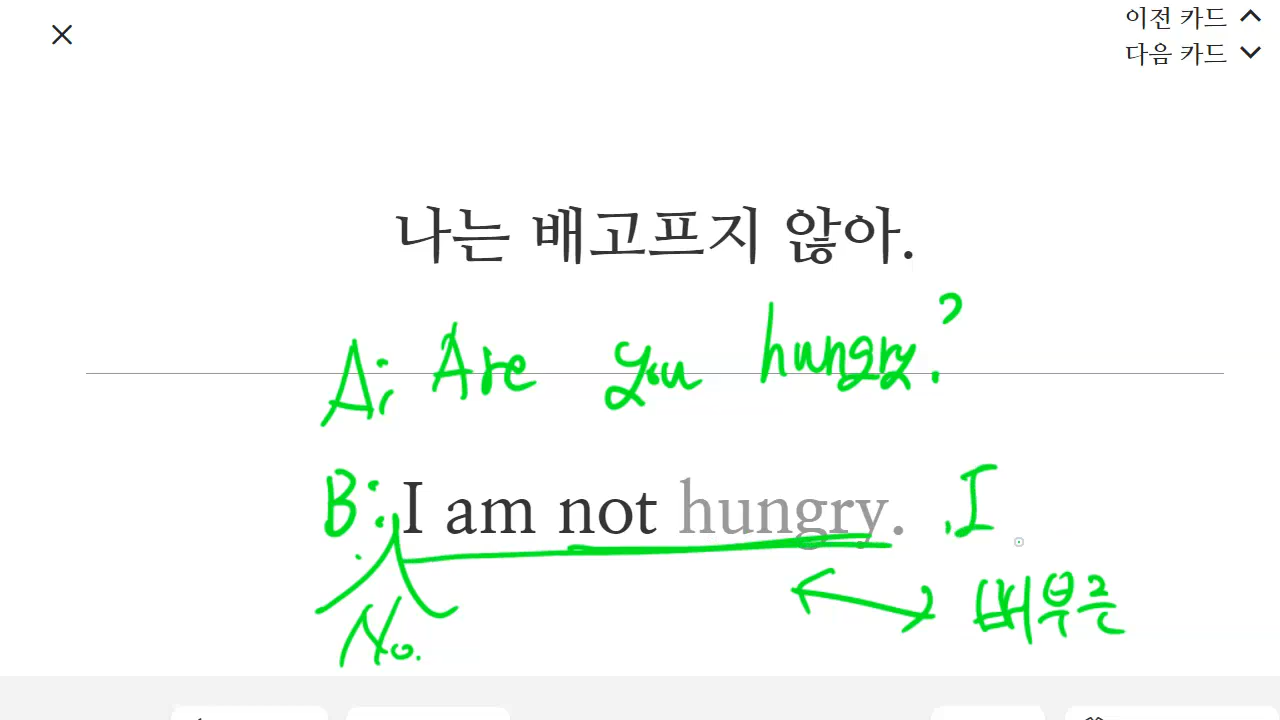 이전 카드
다음 카드
나는 배고프지 않아.
A: Are you hungry?
B: I am not hungry. I
배부른
No.